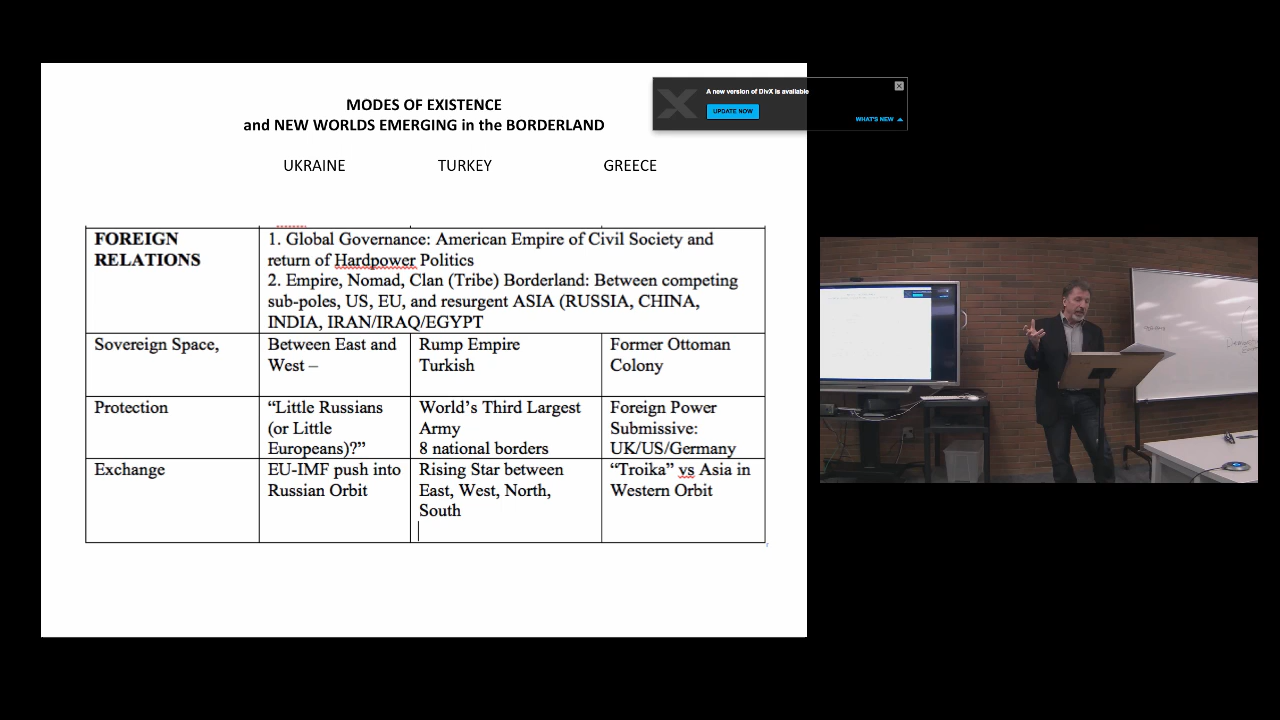 MODES OF EXISTENCE
and NEW WORLDS EMERGING in the BORDERLAND
A new version of DivX is available
UPDATE NOW
WHAT'S NEW
UKRAINE TURKEY GREECE
FOREIGN
RELATIONS
1. Global Governance: American Empire of Civil Society and
return of Hardpower Politics
2. Empire, Nomad, Clan (Tribe) Borderland: Between competing
sub-poles, US, EU, and resurgent ASIA (RUSSIA, CHINA,
INDIA, IRAN/IRAQ/EGYPT
Sovereign Space,
Between East and
West –
Rump Empire
Turkish
Former Ottoman
Colony
Protection
“Little Russians
(or Little
Europeans)?”
World’s Third Largest
Army
8 national borders
Foreign Power
Submissive:
UK/US/Germany
Exchange
EU-IMF push into
Russian Orbit
Rising Star between
East, West, North,
South
“Troika” vs Asia in
Western Orbit